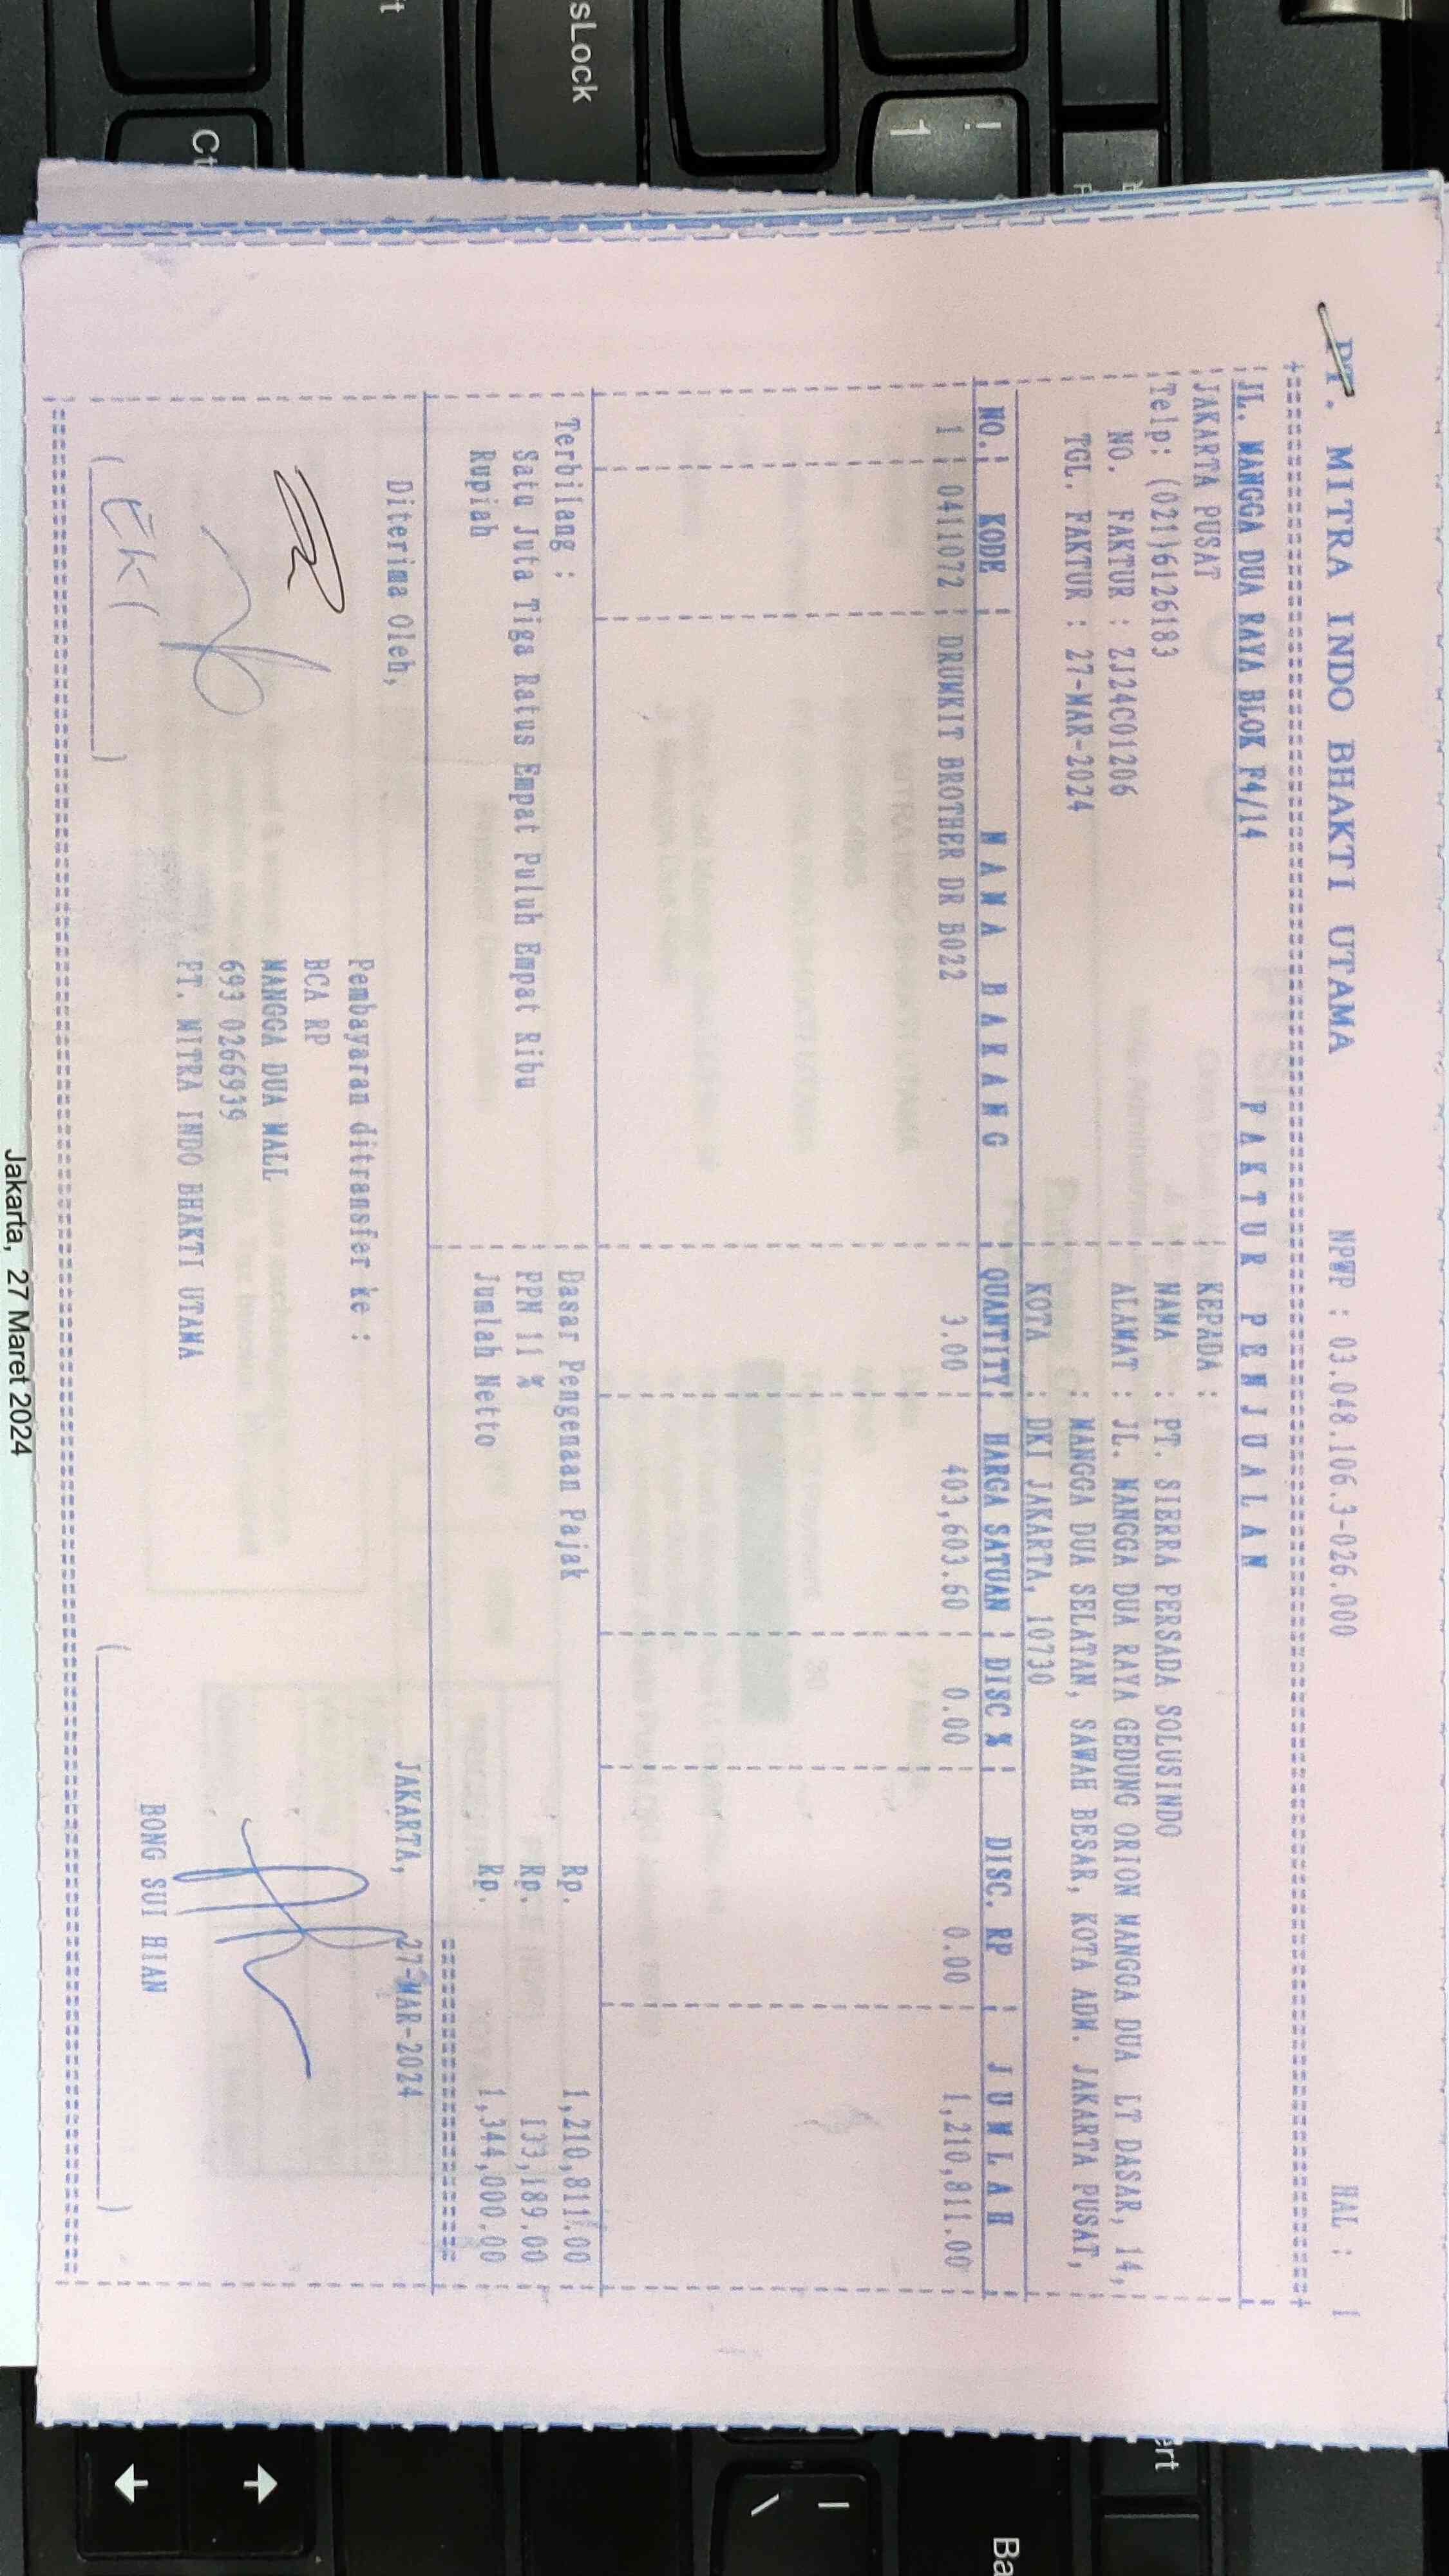 PT. MITRA INDO BHAKTI UTAMA NPWP : 03.048.106.3-026.000 HAL : 1
JL. MANGGA DUA RAYA BLOK F4/14 F A K T U R P E N J U A L A N
JAKARTA PUSAT KEPADA :
Telp: (021)6126183 NAMA : PT. SIERRA PERSADA SOLUSINDO
NO. FAKTUR : ZJ24C01206 ALAMAT : JL. MANGGA DUA RAYA GEDUNG ORION MANGGA DUA LT DASAR, 14,
TGL. FAKTUR : 27-MAR-2024 : MANGGA DUA SELATAN, SAWAH BESAR, KOTA ADM. JAKARTA PUSAT,
KOTA : DKI JAKARTA, 10730
NO. KODE N A M A B A R A N G QUANTITY HARGA SATUAN DISC % DISC. RP J U M L A H
1 0411072 DRUMKIT BROTHER DR B022 3.00 403,603.60 0.00 0.00 1,210,811.00
Terbilang : Dasar Pengenaan Pajak Rp. 1,210,811.00
Satu Juta Tiga Ratus Empat Puluh Empat Ribu PPN 11 % Rp. 133,189.00
Rupiah Jumlah Netto Rp. 1,344,000.00
Diterima Oleh, JAKARTA, 27-MAR-2024
Pembayaran ditransfer ke :
BCA RP
MANGGA DUA MALL
693 0266939
PT. MITRA INDO BHAKTI UTAMA
BONG SUI HIAN
Jakarta, 27 Maret 2024
sLock
Ct
!
1